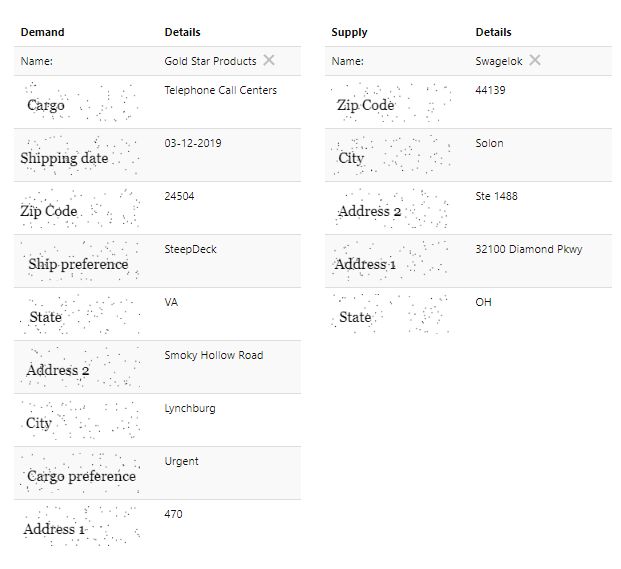 Demand Details
Name: Gold Star Products
Cargo Telephone Call Centers
Shipping date 03-12-2019
Zip Code 24504
Ship preference SteepDeck
State VA
Address 2 Smoky Hollow Road
City Lynchburg
Cargo preference Urgent
Address 1 470
Supply Details
Name: Swagelok
Zip Code 44139
City Solon
Address 2 Ste 1488
Address 1 32100 Diamond Pkwy
State OH